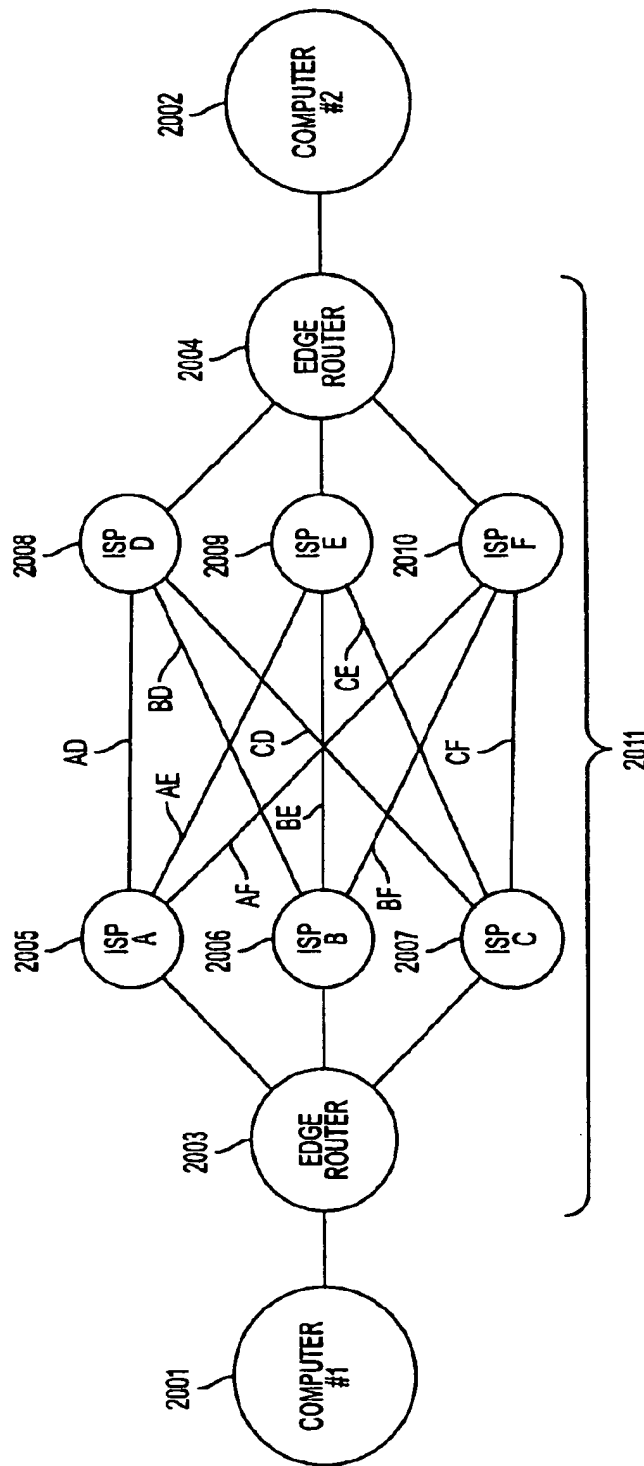 2001
COMPUTER
#1
2003
EDGE
ROUTER
2005
ISP
A
2006
ISP
B
2007
ISP
C
AD
AE
BD
AF
CD
BE
CE
BF
CF
2008
ISP
D
2009
ISP
E
2010
ISP
F
2004
EDGE
ROUTER
2002
COMPUTER
#2
2011